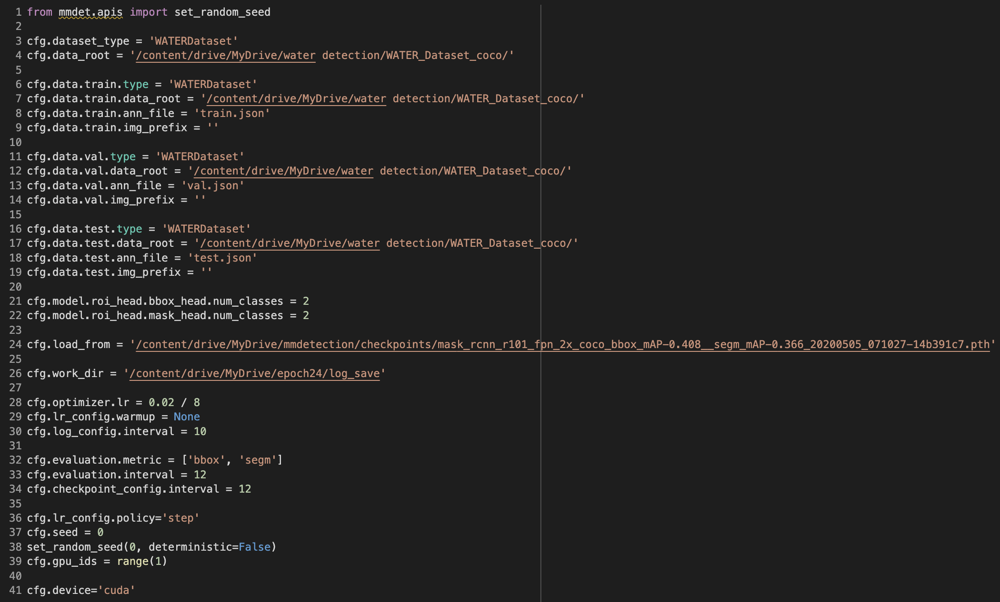 1 from mmdet.apis import set_random_seed
2
3 cfg.dataset_type = 'WATERDataset'
4 cfg.data_root = '/content/drive/MyDrive/water detection/WATER_Dataset_coco/'
5
6 cfg.data.train.type = 'WATERDataset'
7 cfg.data.train.data_root = '/content/drive/MyDrive/water detection/WATER_Dataset_coco/'
8 cfg.data.train.ann_file = 'train.json'
9 cfg.data.train.img_prefix = ''
10
11 cfg.data.val.type = 'WATERDataset'
12 cfg.data.val.data_root = '/content/drive/MyDrive/water detection/WATER_Dataset_coco/'
13 cfg.data.val.ann_file = 'val.json'
14 cfg.data.val.img_prefix = ''
15
16 cfg.data.test.type = 'WATERDataset'
17 cfg.data.test.data_root = '/content/drive/MyDrive/water detection/WATER_Dataset_coco/'
18 cfg.data.test.ann_file = 'test.json'
19 cfg.data.test.img_prefix = ''
20
21 cfg.model.roi_head.bbox_head.num_classes = 2
22 cfg.model.roi_head.mask_head.num_classes = 2
23
24 cfg.load_from = '/content/drive/MyDrive/mmdetection/checkpoints/mask_rcnn_r101_fpn_2x_coco_bbox_mAP-0.408__segm_mAP-0.366_20200505_071027-14b391c7.pth'
25
26 cfg.work_dir = '/content/drive/MyDrive/epoch24/log_save'
27
28 cfg.optimizer.lr = 0.02 / 8
29 cfg.lr_config.warmup = None
30 cfg.log_config.interval = 10
31
32 cfg.evaluation.metric = ['bbox', 'segm']
33 cfg.evaluation.interval = 12
34 cfg.checkpoint_config.interval = 12
35
36 cfg.lr_config.policy='step'
37 cfg.seed = 0
38 set_random_seed(0, deterministic=False)
39 cfg.gpu_ids = range(1)
40
41 cfg.device='cuda'